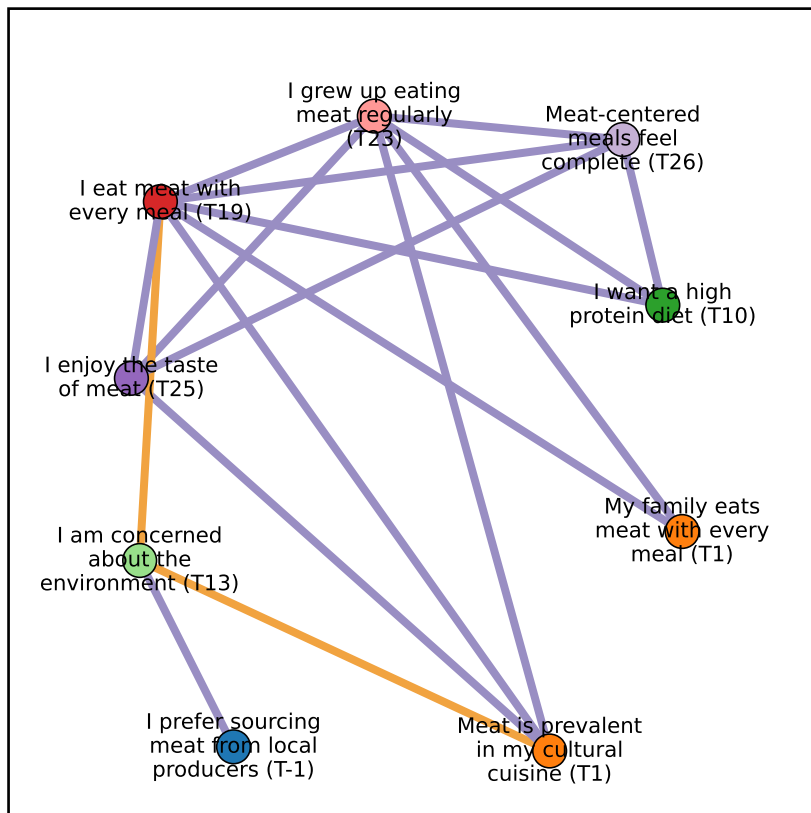 I grew up eating
meat regularly
(T23)
Meat-centered
meals feel
complete (T26)
I eat meat with
every meal (T19)
I want a high
protein diet (T10)
I enjoy the taste
of meat (T25)
My family eats
meat with every
meal (T1)
I am concerned
about the
environment (T13)
I prefer sourcing
meat from local
producers (T-1)
Meat is prevalent
in my cultural
cuisine (T1)